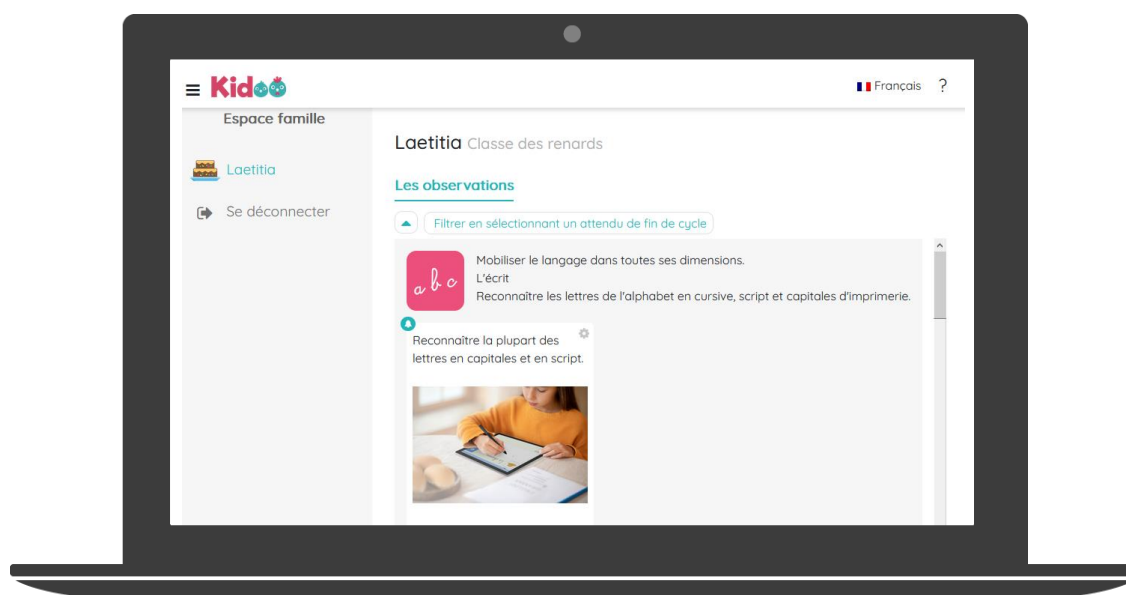 Kidoo
Français ?
Espace famille
Laetitia
Se déconnecter
Laetitia Classe des renards
Les observations
Filtrer en sélectionnant un attendu de fin de cycle
a b c
Mobiliser le langage dans toutes ses dimensions.
L'écrit
Reconnaître les lettres de l'alphabet en cursive, script et capitales d'imprimerie.
Reconnaître la plupart des
lettres en capitales et en script.